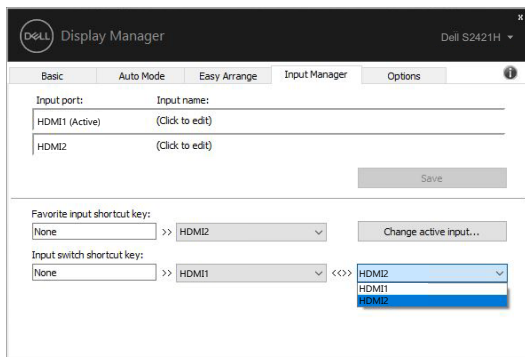 DELL Display Manager Dell S2421H
x
Basic Auto Mode Easy Arrange Input Manager Options i
Input port: Input name:
HDMI1 (Active) (Click to edit)
HDMI2 (Click to edit)
Save
Favorite input shortcut key:
None >> HDMI2 Change active input...
Input switch shortcut key:
None >> HDMI1 <<>> HDMI2
HDMI1
HDMI2